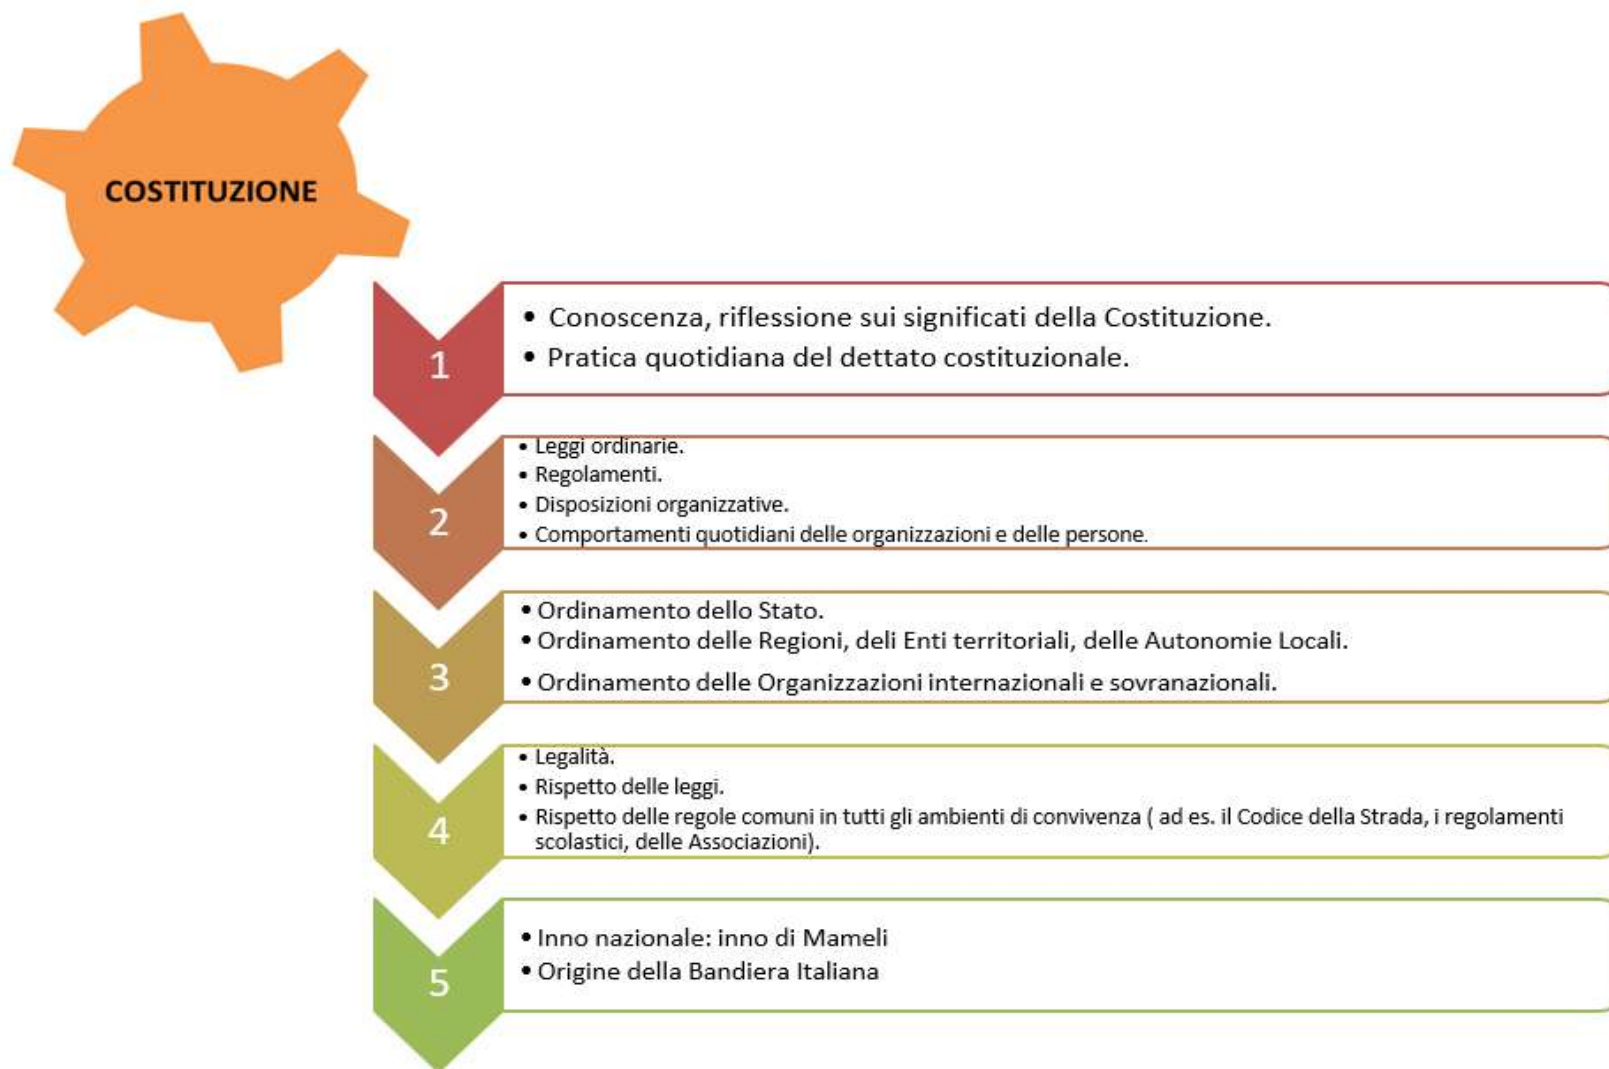 COSTITUZIONE
1
• Conoscenza, riflessione sui significati della Costituzione.
• Pratica quotidiana del dettato costituzionale.
2
• Leggi ordinarie.
• Regolamenti.
• Disposizioni organizzative.
• Comportamenti quotidiani delle organizzazioni e delle persone.
3
• Ordinamento dello Stato.
• Ordinamento delle Regioni, deli Enti territoriali, delle Autonomie Locali.
• Ordinamento delle Organizzazioni internazionali e sovranazionali.
4
• Legalità.
• Rispetto delle leggi.
• Rispetto delle regole comuni in tutti gli ambienti di convivenza ( ad es. il Codice della Strada, i regolamenti
scolastici, delle Associazioni).
5
• Inno nazionale: inno di Mameli
• Origine della Bandiera Italiana